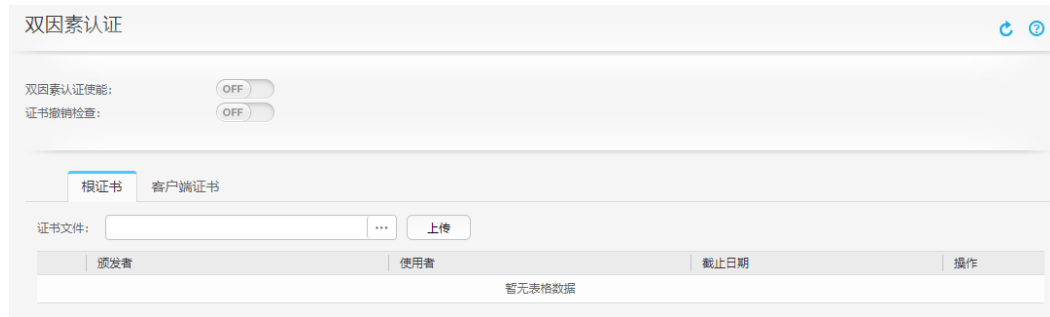 双因素认证
双因素认证使能: OFF
证书撤销检查: OFF
根证书 客户端证书
证书文件: ... 上传
颁发者 使用者 截止日期 操作
暂无表格数据